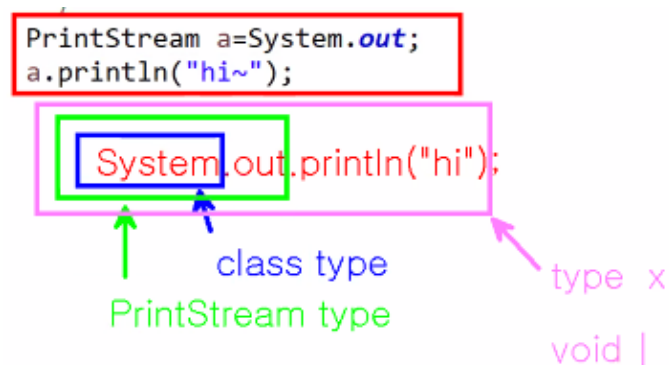 PrintStream a=System.out;
a.println("hi~");
System.out.println("hi");
class type
PrintStream type
type x
void |